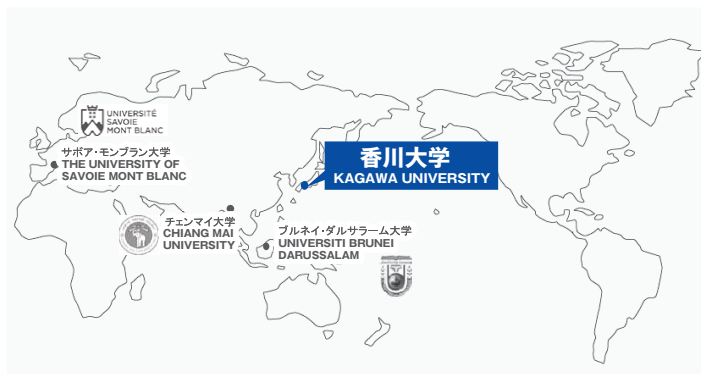 UNIVERSITÉ
SAVOIE
MONT BLANC
サボア・モンブラン大学
THE UNIVERSITY OF
SAVOIE MONT BLANC
香川大学
KAGAWA UNIVERSITY
チェンマイ大学
CHIANG MAI
UNIVERSITY
ブルネイ・ダルサラーム大学
UNIVERSITI BRUNEI
DARUSSALAM